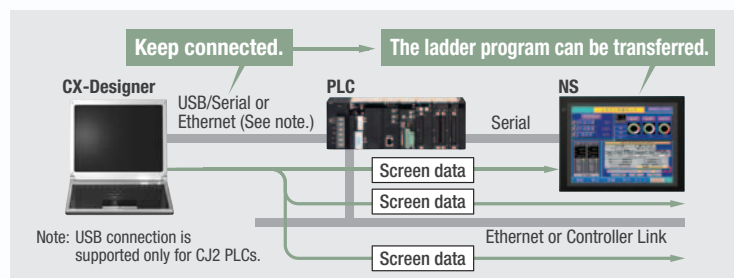 Keep connected.
The ladder program can be transferred.
CX-Designer
PLC
NS
USB/Serial or
Ethernet (See note.)
Serial
Screen data
Screen data
Ethernet or Controller Link
Note: USB connection is
supported only for CJ2 PLCs.
Screen data